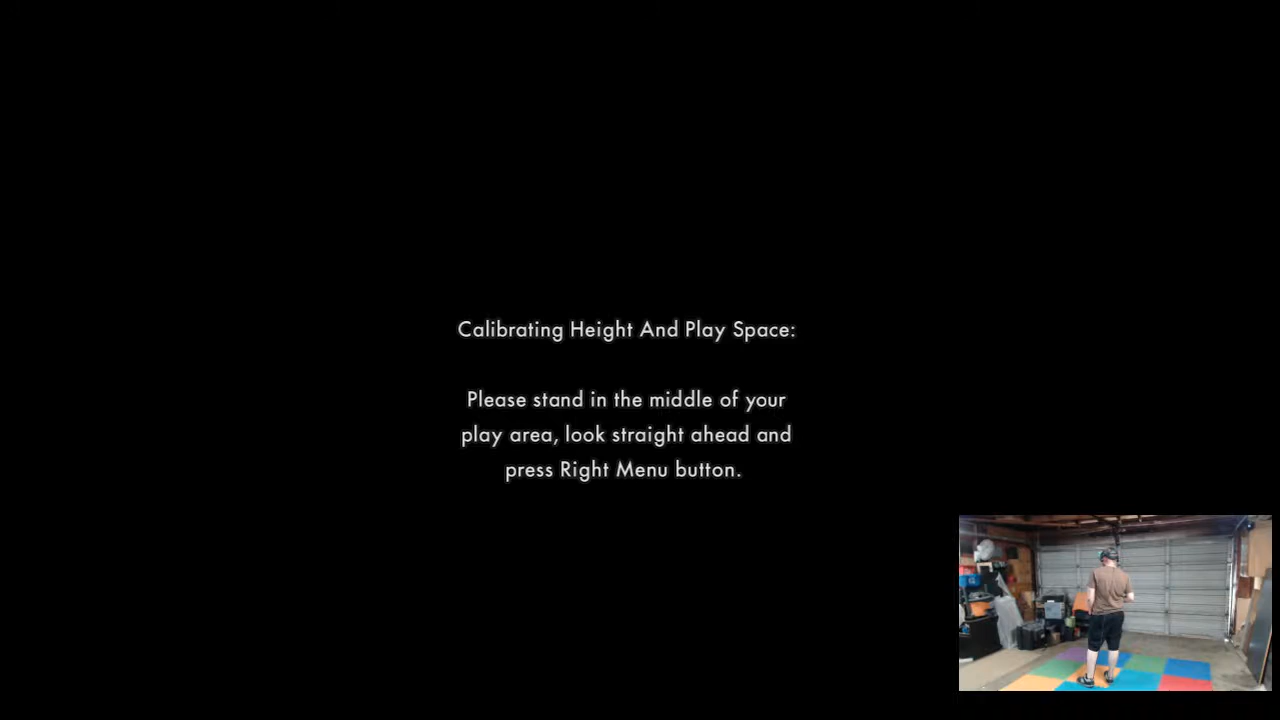 Calibrating Height And Play Space:
Please stand in the middle of your
play area, look straight ahead and
press Right Menu button.